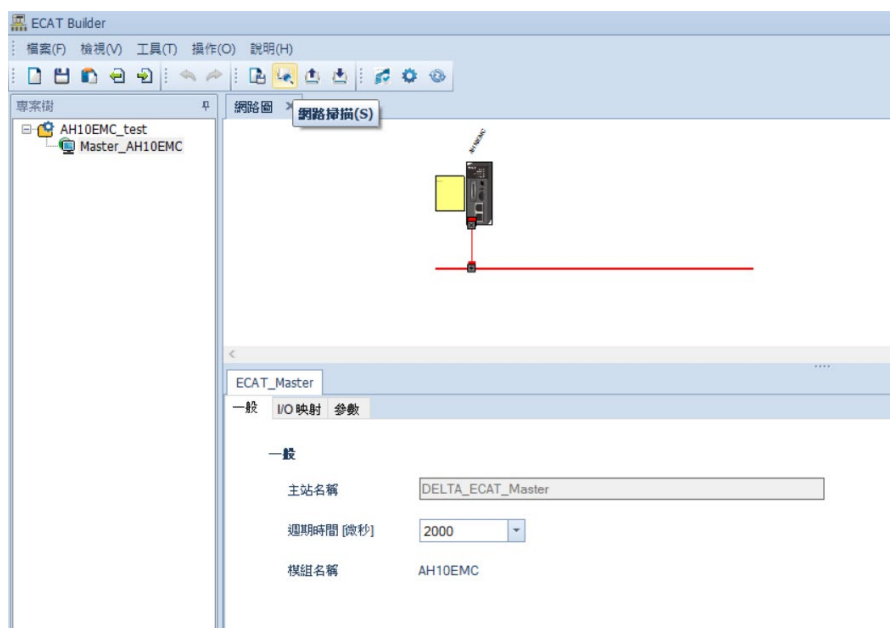 ECAT Builder
檔案(F) 檢視(V) 工具(T) 操作(O) 說明(H)
專案樹
網路圖
網路掃描(S)
AH10EMC_test
Master_AH10EMC
AH10EMC
ECAT_Master
一般 I/O 映射 參數
一般
主站名稱 DELTA_ECAT_Master
週期時間 [微秒] 2000
模組名稱 AH10EMC